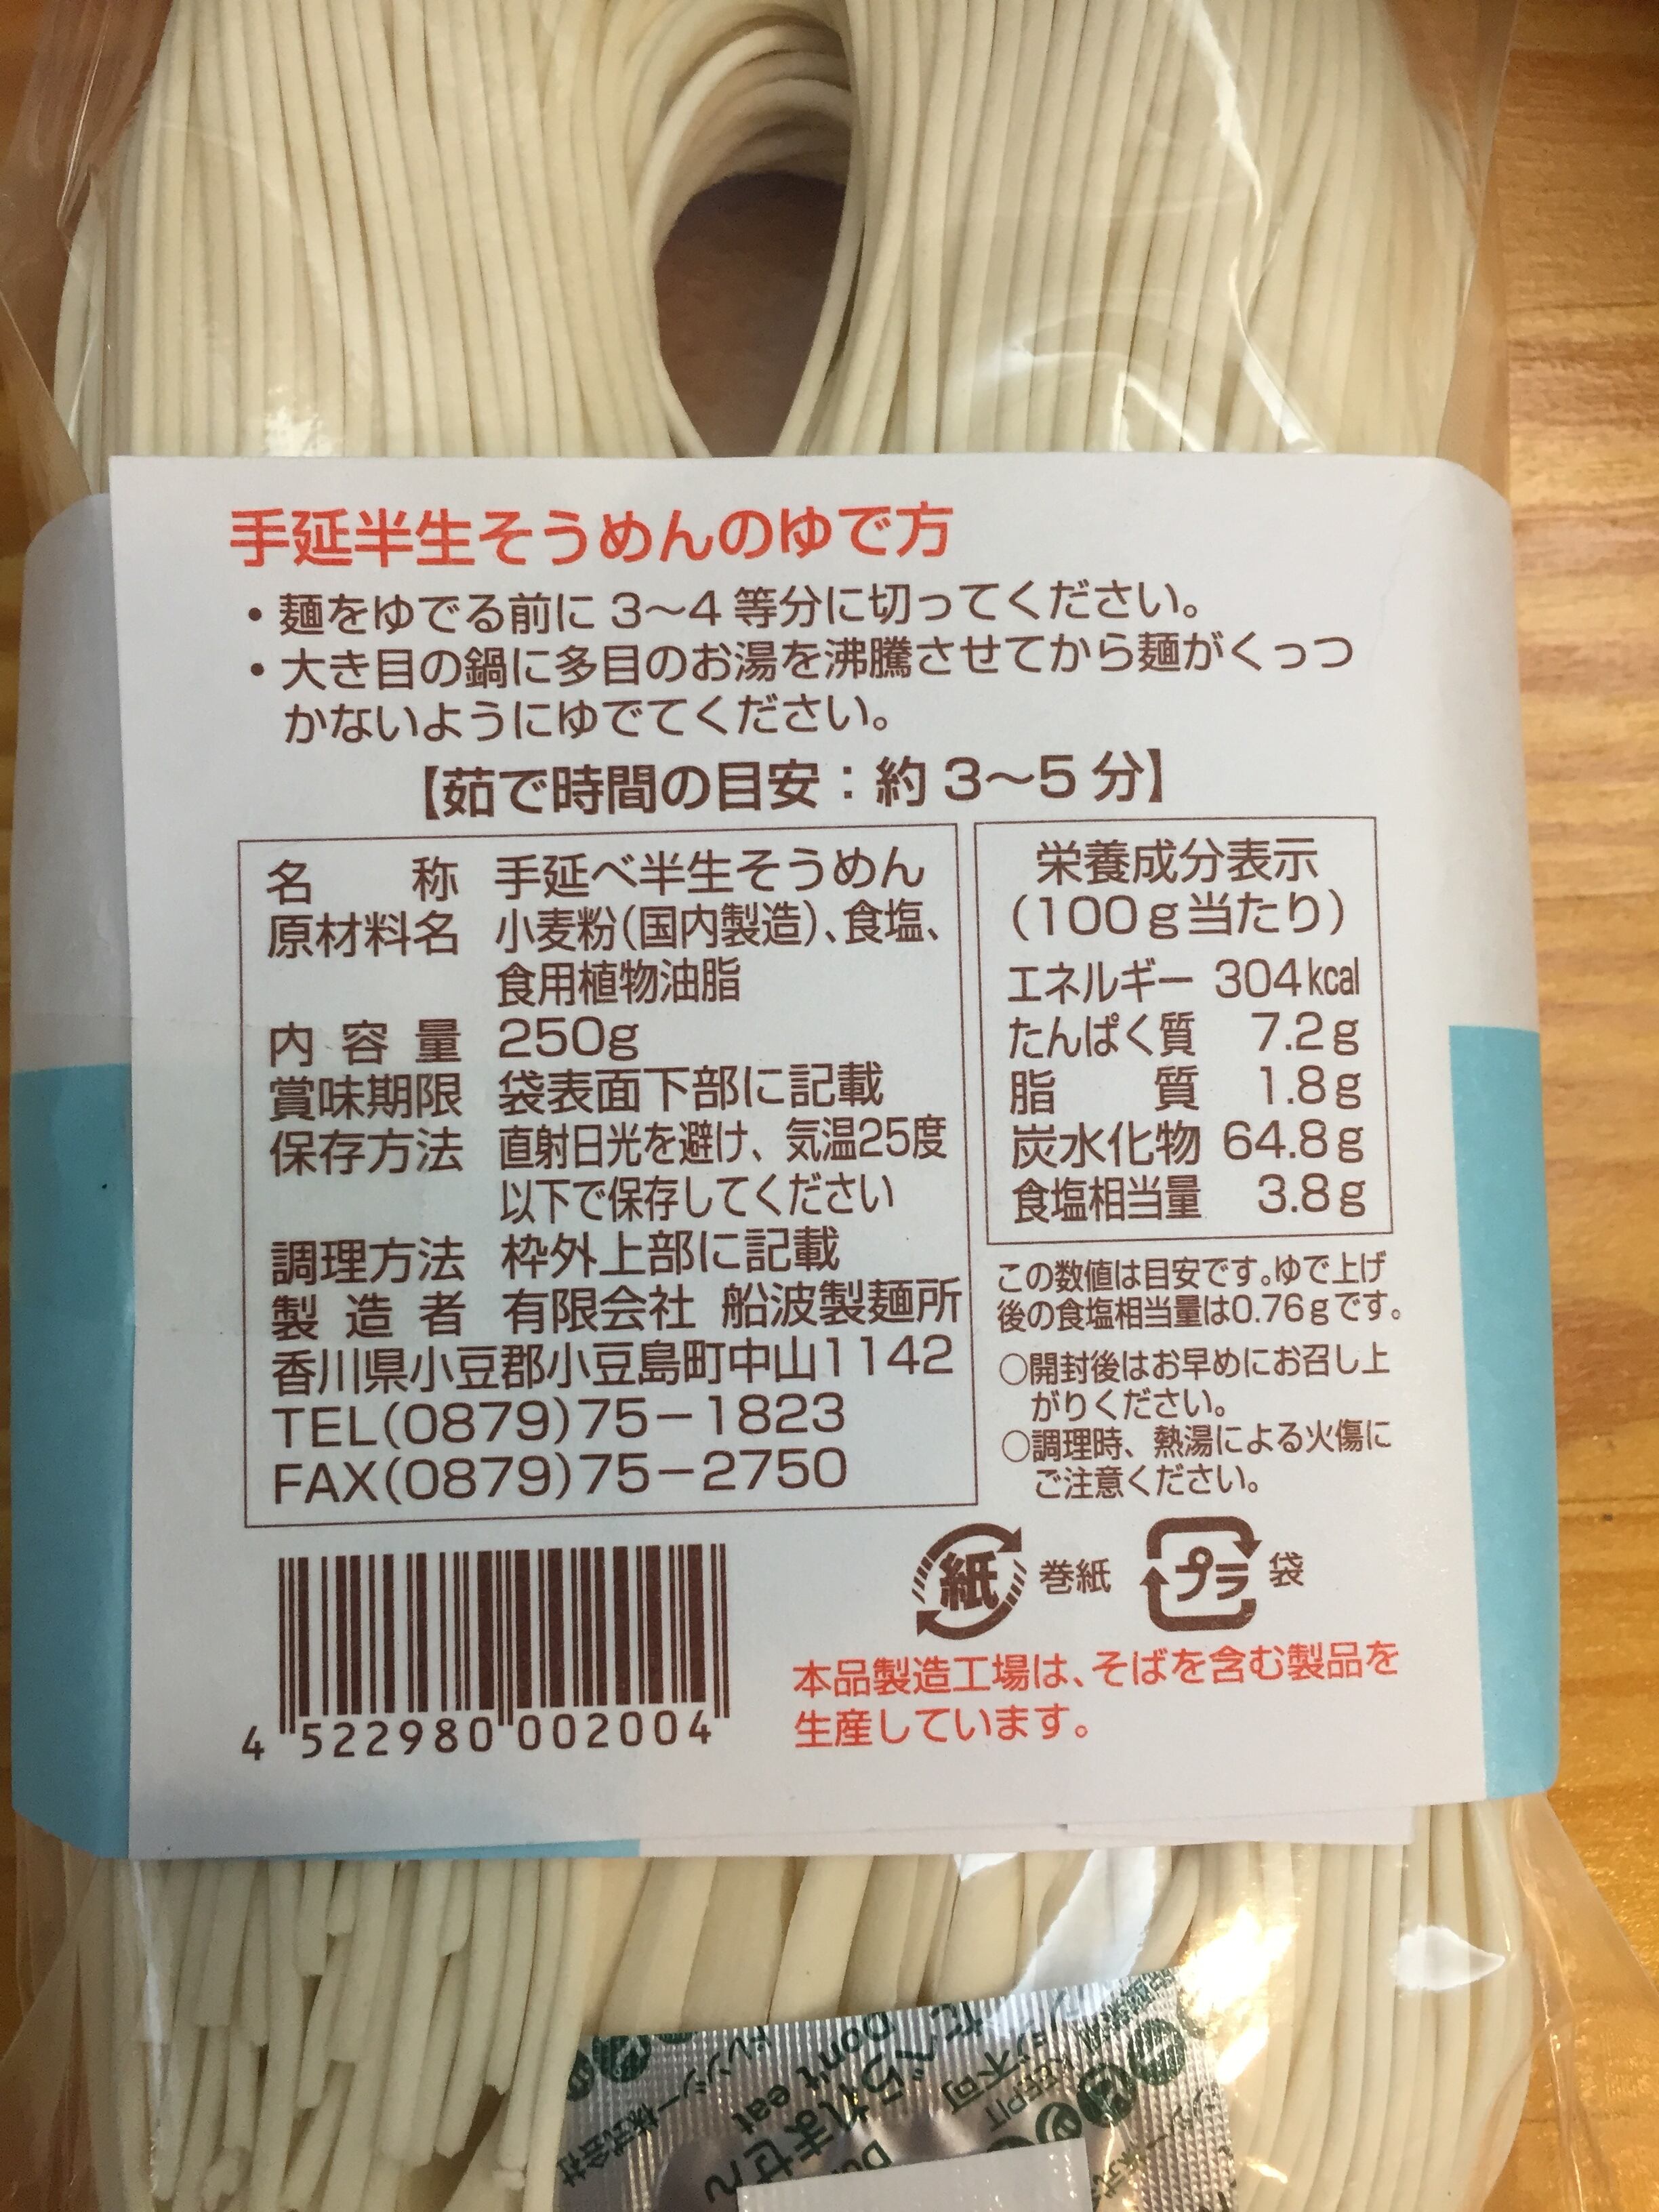 手延半生そうめんのゆで方
・麺をゆでる前に 3～4 等分に切ってください。
・大き目の鍋に多目のお湯を沸騰させてから麺がくっつ
かないようにゆでてください。
【茹で時間の目安：約 3～5 分】
名　　称　手延べ半生そうめん
原材料名　小麦粉(国内製造)、食塩、
食用植物油脂
内 容 量　250g
賞味期限　袋表面下部に記載
保存方法　直射日光を避け、気温25度
以下で保存してください
調理方法　枠外上部に記載
製 造 者　有限会社 船波製麺所
香川県小豆郡小豆島町中山1142
TEL(0879)75－1823
FAX(0879)75－2750
栄養成分表示
(100g当たり)
エネルギー 304kcal
たんぱく質 7.2g
脂　　質 1.8g
炭水化物 64.8g
食塩相当量 3.8g
この数値は目安です。ゆで上げ
後の食塩相当量は0.76gです。
○開封後はお早めにお召し上
がりください。
○調理時、熱湯による火傷に
ご注意ください。
紙 巻紙 プラ 袋
本品製造工場は、そばを含む製品を
生産しています。
4 522980 002004
たべられません
Don't eat
不可
KEEPIT